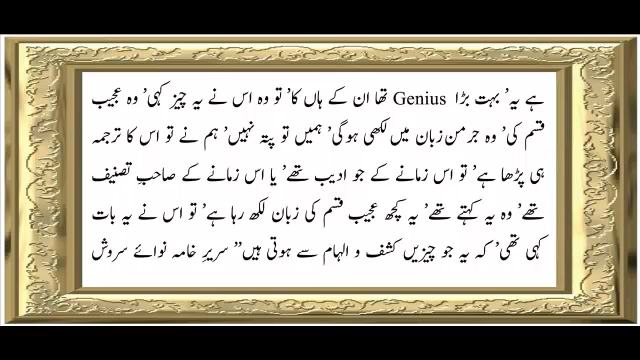 ہے یہ’ بہت بڑا Genius تھا ان کے ہاں کا’ تو وہ اس نے یہ چیز کہی’ وہ عجیب
قسم کی’ وہ جرمن زبان میں لکھی ہوگی’ ہمیں تو پتہ نہیں’ ہم نے تو اس کا ترجمہ
ہی پڑھا ہے’ تو اس زمانے کے جو ادیب تھے’ یا اس زمانے کے صاحبِ تصنیف
تھے’ وہ یہ کہتے تھے’ یہ کچھ عجیب قسم کی زبان لکھ رہا ہے’ تو اس نے یہ بات
کہی تھی’ کہ یہ جو چیزیں کشف و الہام سے ہوتی ہیں” سریرِ خامہ نوائے سروش